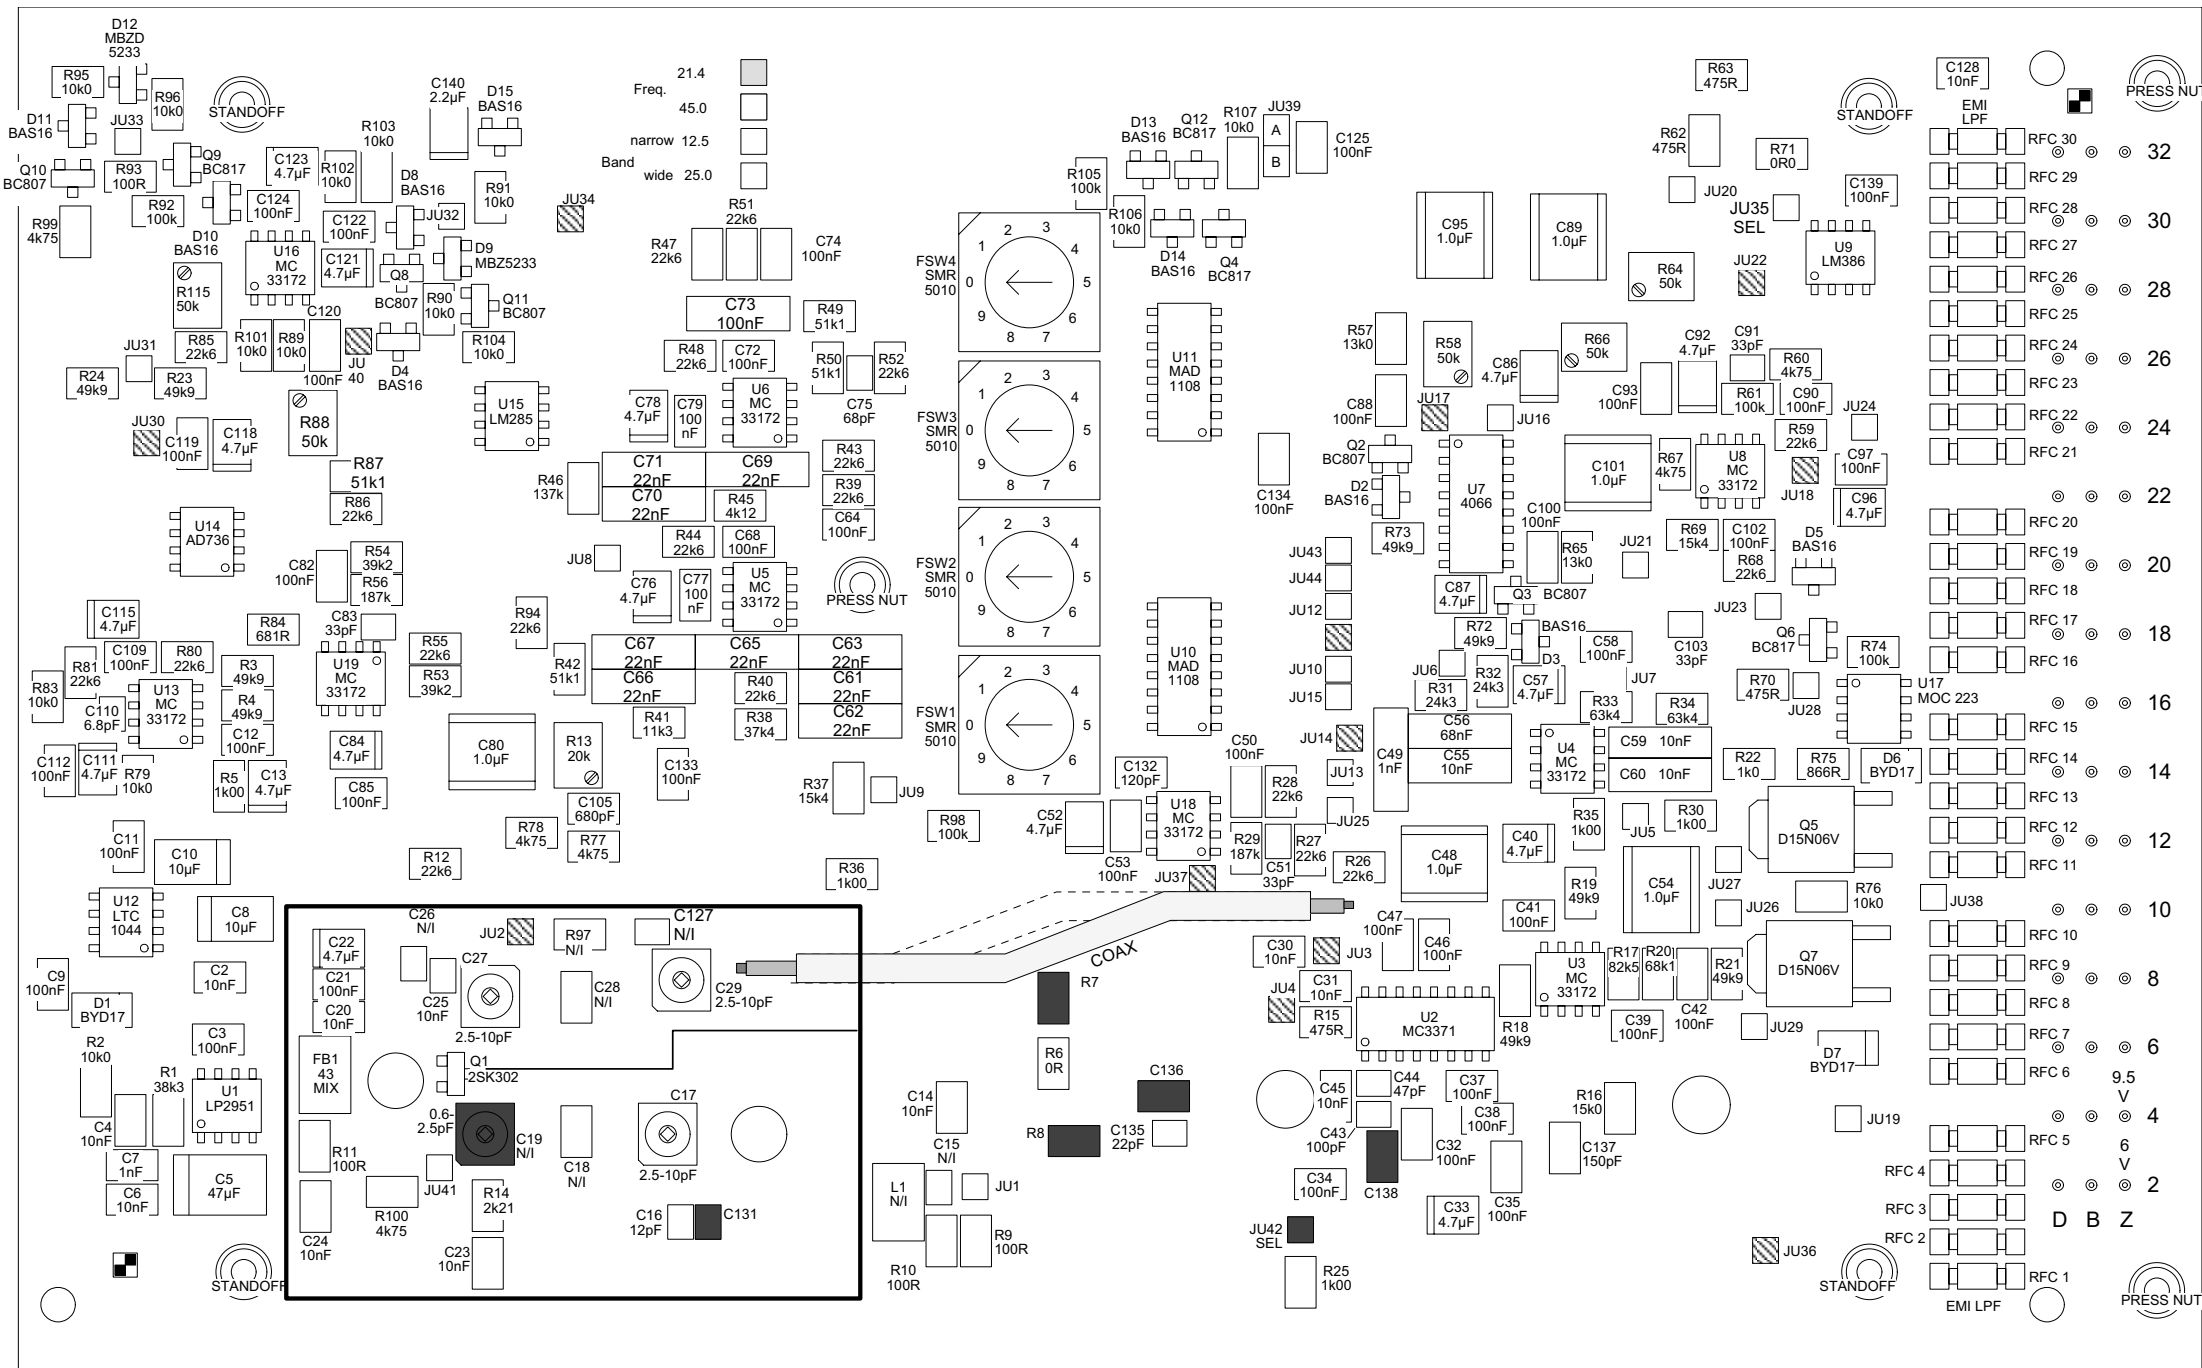 D12
MBZD
5233
R95
10k0
R96
10k0
D11
BAS16
JU33
STANDOFF
C140
2.2µF
D15
BAS16
R103
10k0
Q10
BC807
R93
100R
Q9
BC817
C123
4.7µF
R102
10k0
D8
BAS16
R91
10k0
R92
100k
C124
100nF
C122
100nF
JU32
R99
4k75
D10
BAS16
U16
MC
33172
C121
4.7µF
Q8
BC807
D9
MBZ5233
R90
10k0
Q11
BC807
R115
50k
C120
100nF
R101
10k0
R89
10k0
JU
40
D4
BAS16
R104
10k0
JU31
R85
22k6
R24
49k9
R23
49k9
JU30
C119
100nF
C118
4.7µF
R88
50k
U15
LM285
R87
51k1
R86
22k6
U14
AD736
C82
100nF
R54
39k2
R56
187k
C115
4.7µF
R84
681R
C83
33pF
R55
22k6
R53
39k2
C109
100nF
R80
22k6
R81
22k6
R83
10k0
R3
49k9
U19
MC
33172
U13
MC
33172
C110
6.8pF
R4
49k9
C12
100nF
C84
4.7µF
C85
100nF
C80
1.0µF
R13
20k
C112
100nF
C111
4.7µF
R79
10k0
R5
1k00
C13
4.7µF
C105
680pF
R78
4k75
R77
4k75
C11
100nF
C10
10µF
R12
22k6
U12
LTC
1044
C8
10µF
C9
100nF
D1
BYD17
C2
10nF
R2
10k0
C3
100nF
R1
38k3
U1
LP2951
C4
10nF
C7
1nF
C6
10nF
C5
47µF
STANDOFF
21.4
Freq.
45.0
narrow 12.5
Band
wide 25.0
JU34
R51
22k6
R47
22k6
C74
100nF
C73
100nF
R49
51k1
R48
22k6
C72
100nF
R50
51k1
R52
22k6
C75
68pF
C78
4.7µF
C79
100
nF
U6
MC
33172
R43
22k6
C71
22nF
C69
22nF
R46
137k
C70
22nF
R45
4k12
R39
22k6
C64
100nF
R44
22k6
C68
100nF
JU8
C76
4.7µF
C77
100
nF
U5
MC
33172
PRESS NUT
R94
22k6
R42
51k1
C67
22nF
C65
22nF
C63
22nF
C66
22nF
R40
22k6
C61
22nF
R41
11k3
R38
37k4
C62
22nF
C133
100nF
R37
15k4
JU9
R98
100k
R36
1k00
FSW4
SMR
5010
0 1 2 3 4 5 6 7 8 9
FSW3
SMR
5010
0 1 2 3 4 5 6 7 8 9
FSW2
SMR
5010
0 1 2 3 4 5 6 7 8 9
FSW1
SMR
5010
0 1 2 3 4 5 6 7 8 9
C26
N/I
JU2
R97
N/I
C127
N/I
C22
4.7µF
C21
100nF
C20
10nF
C25
10nF
C27
2.5-10pF
C28
N/I
C29
2.5-10pF
COAX
FB1
43
MIX
Q1
2SK302
0.6-
2.5pF
C19
N/I
C17
2.5-10pF
C18
N/I
R11
100R
JU41
R100
4k75
R14
2k21
C24
10nF
C23
10nF
C16
12pF
C131
D13
BAS16
Q12
BC817
R107
10k0
JU39
A
B
C125
100nF
R105
100k
R106
10k0
D14
BAS16
Q4
BC817
U11
MAD
1108
C134
100nF
U10
MAD
1108
JU43
JU44
JU12
JU10
JU15
JU14
JU13
JU25
C132
120pF
C50
100nF
R28
22k6
C52
4.7µF
C53
100nF
U18
MC
33172
R29
187k
C51
33pF
R27
22k6
R26
22k6
JU37
R7
R6
0R
R8
C136
C135
22pF
C14
10nF
C15
N/I
L1
N/I
JU1
R9
100R
R10
100R
C30
10nF
JU3
JU4
C31
10nF
R15
475R
C47
100nF
C46
100nF
U2
MC3371
C45
10nF
C44
47pF
C43
100pF
C138
C32
100nF
C37
100nF
C38
100nF
C34
100nF
C33
4.7µF
C35
100nF
C137
150pF
R16
15k0
JU42
SEL
R25
1k00
R63
475R
R62
475R
R71
0R0
JU20
JU35
SEL
C139
100nF
STANDOFF
C128
10nF
PRESS NUT
C95
1.0µF
C89
1.0µF
R64
50k
JU22
U9
LM386
R57
13k0
R58
50k
C86
4.7µF
R66
50k
C92
4.7µF
C91
33pF
R60
4k75
C88
100nF
JU17
JU16
C93
100nF
R61
100k
C90
100nF
JU24
Q2
BC807
D2
BAS16
U7
4066
C101
1.0µF
R67
4k75
U8
MC
33172
R59
22k6
JU18
C97
100nF
C96
4.7µF
R73
49k9
C100
100nF
R65
13k0
JU21
R69
15k4
C102
100nF
R68
22k6
D5
BAS16
C87
4.7µF
Q3
BC807
JU23
R72
49k9
BAS16
D3
C58
100nF
C103
33pF
Q6
BC817
R74
100k
JU6
R31
24k3
R32
24k3
C57
4.7µF
JU7
R33
63k4
R34
63k4
R70
475R
JU28
U17
MOC 223
C49
1nF
C56
68nF
C55
10nF
U4
MC
33172
C59 10nF
C60 10nF
R22
1k0
R75
866R
D6
BYD17
C40
4.7µF
R35
1k00
JU5
R30
1k00
Q5
D15N06V
C48
1.0µF
R19
49k9
C54
1.0µF
JU27
JU26
R76
10k0
JU38
C41
100nF
U3
MC
33172
R17
82k5
R20
68k1
R21
49k9
Q7
D15N06V
R18
49k9
C39
100nF
C42
100nF
JU29
D7
BYD17
JU19
JU36
STANDOFF
EMI
LPF
RFC 30
RFC 29
RFC 28
RFC 27
RFC 26
RFC 25
RFC 24
RFC 23
RFC 22
RFC 21
RFC 20
RFC 19
RFC 18
RFC 17
RFC 16
RFC 15
RFC 14
RFC 13
RFC 12
RFC 11
RFC 10
RFC 9
RFC 8
RFC 7
RFC 6
RFC 5
RFC 4
RFC 3
RFC 2
RFC 1
EMI LPF
32
30
28
26
24
22
20
18
16
14
12
10
8
6
9.5
V
4
6
V
2
D B Z
PRESS NUT